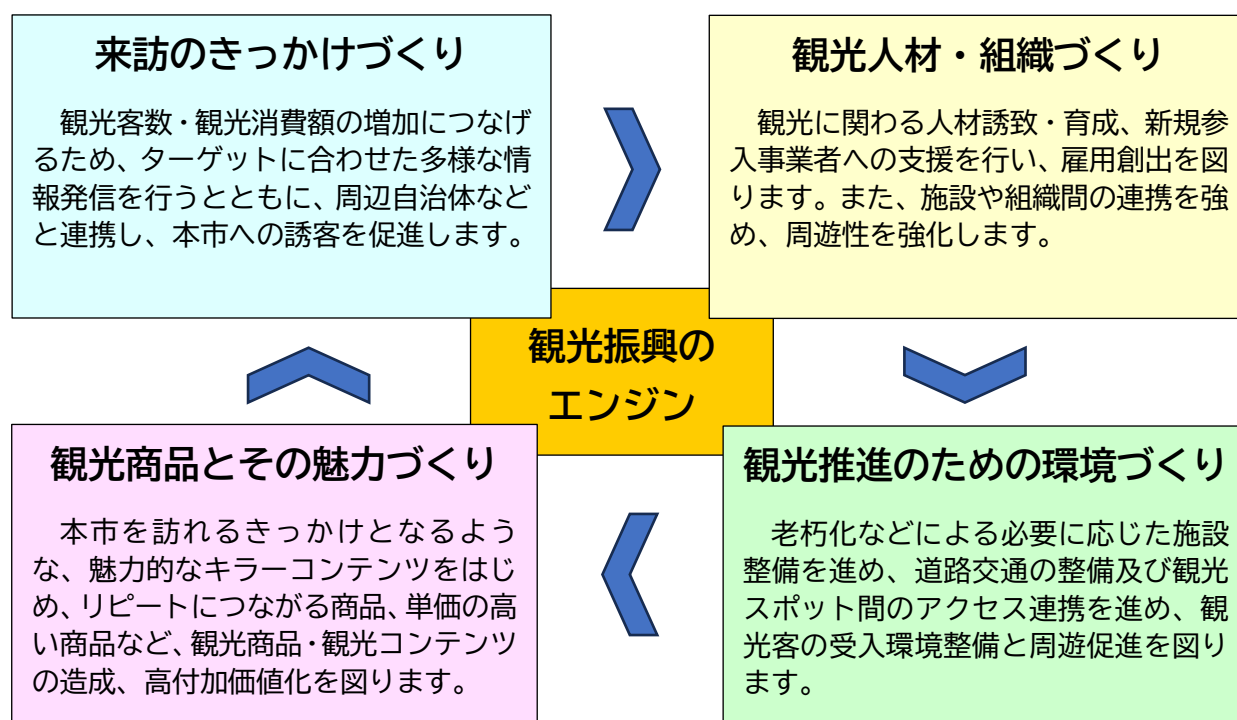 来訪のきっかけづくり
観光客数・観光消費額の増加につなげ
るため、ターゲットに合わせた多様な情
報発信を行うとともに、周辺自治体など
と連携し、本市への誘客を促進します。
観光人材・組織づくり
観光に関わる人材誘致・育成、新規参
入事業者への支援を行い、雇用創出を図
ります。また、施設や組織間の連携を強
め、周遊性を強化します。
観光振興の
エンジン
観光商品とその魅力づくり
本市を訪れるきっかけとなるよう
な、魅力的なキラーコンテンツをはじ
め、リピートにつながる商品、単価の高
い商品など、観光商品・観光コンテンツ
の造成、高付加価値化を図ります。
観光推進のための環境づくり
老朽化などによる必要に応じた施設
整備を進め、道路交通の整備及び観光
スポット間のアクセス連携を進め、観
光客の受入環境整備と周遊促進を図り
ます。